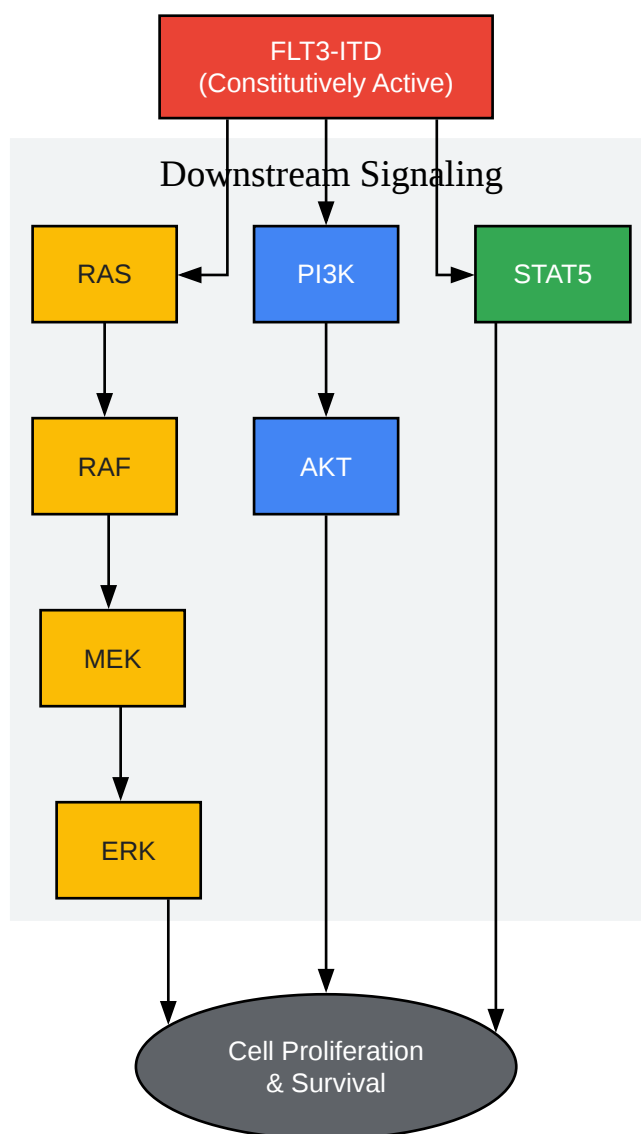 FLT3-ITD
(Constitutively Active)
Downstream Signaling
RAS
PI3K
STAT5
RAF
AKT
MEK
ERK
Cell Proliferation
& Survival